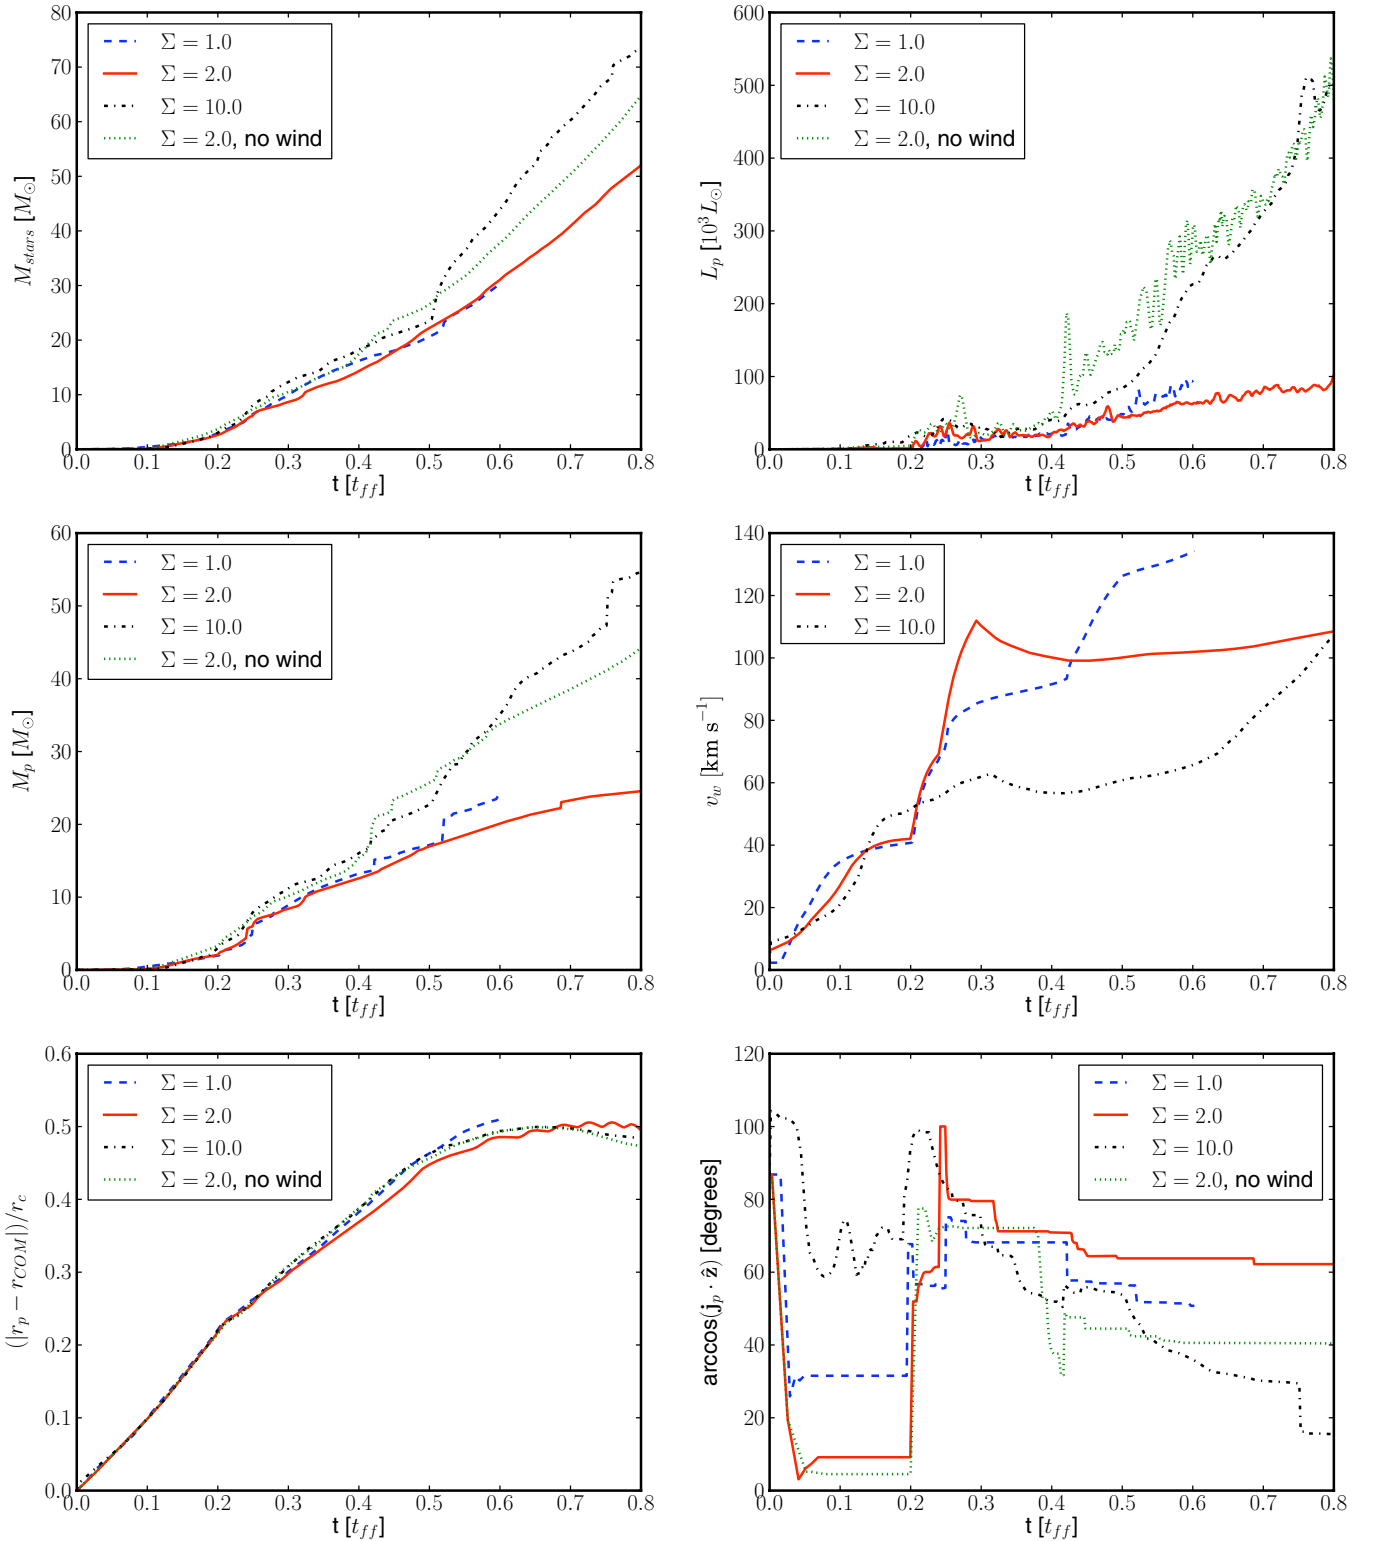 80
70
60
50
40
30
20
10
0
M_stars [M_⊙]
Σ = 1.0
Σ = 2.0
Σ = 10.0
Σ = 2.0, no wind
0.0 0.1 0.2 0.3 0.4 0.5 0.6 0.7 0.8
t [t_ff]
600
500
400
300
200
100
0
L_p [10^3 L_⊙]
Σ = 1.0
Σ = 2.0
Σ = 10.0
Σ = 2.0, no wind
0.0 0.1 0.2 0.3 0.4 0.5 0.6 0.7 0.8
t [t_ff]
60
50
40
30
20
10
0
M_p [M_⊙]
Σ = 1.0
Σ = 2.0
Σ = 10.0
Σ = 2.0, no wind
0.0 0.1 0.2 0.3 0.4 0.5 0.6 0.7 0.8
t [t_ff]
140
120
100
80
60
40
20
0
v_w [km s^−1]
Σ = 1.0
Σ = 2.0
Σ = 10.0
0.0 0.1 0.2 0.3 0.4 0.5 0.6 0.7 0.8
t [t_ff]
0.6
0.5
0.4
0.3
0.2
0.1
0.0
(|r_p − r_COM|)/r_c
Σ = 1.0
Σ = 2.0
Σ = 10.0
Σ = 2.0, no wind
0.0 0.1 0.2 0.3 0.4 0.5 0.6 0.7 0.8
t [t_ff]
120
100
80
60
40
20
0
arccos(j_p · ẑ) [degrees]
Σ = 1.0
Σ = 2.0
Σ = 10.0
Σ = 2.0, no wind
0.0 0.1 0.2 0.3 0.4 0.5 0.6 0.7 0.8
t [t_ff]